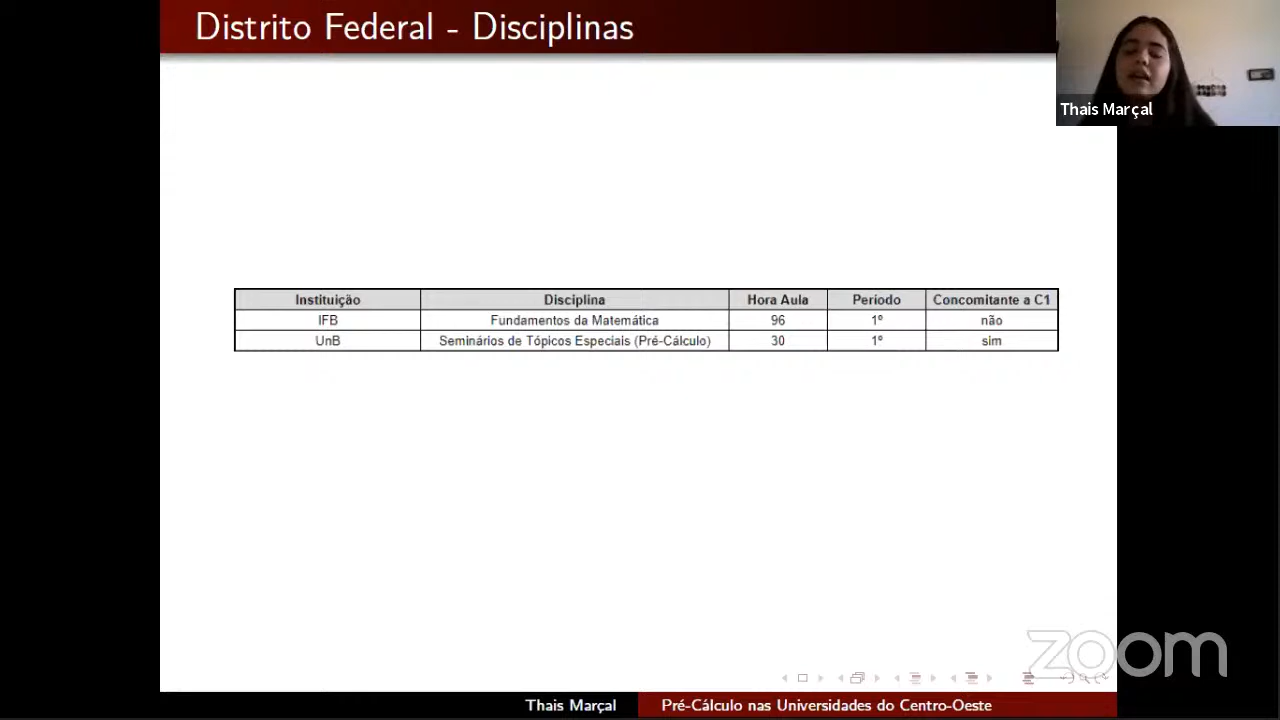 Distrito Federal - Disciplinas
Thais Marçal
Instituição Disciplina Hora Aula Período Concomitante a C1
IFB Fundamentos da Matemática 96 1º não
UnB Seminários de Tópicos Especiais (Pré-Cálculo) 30 1º sim
zoom
Thais Marçal Pré-Cálculo nas Universidades do Centro-Oeste